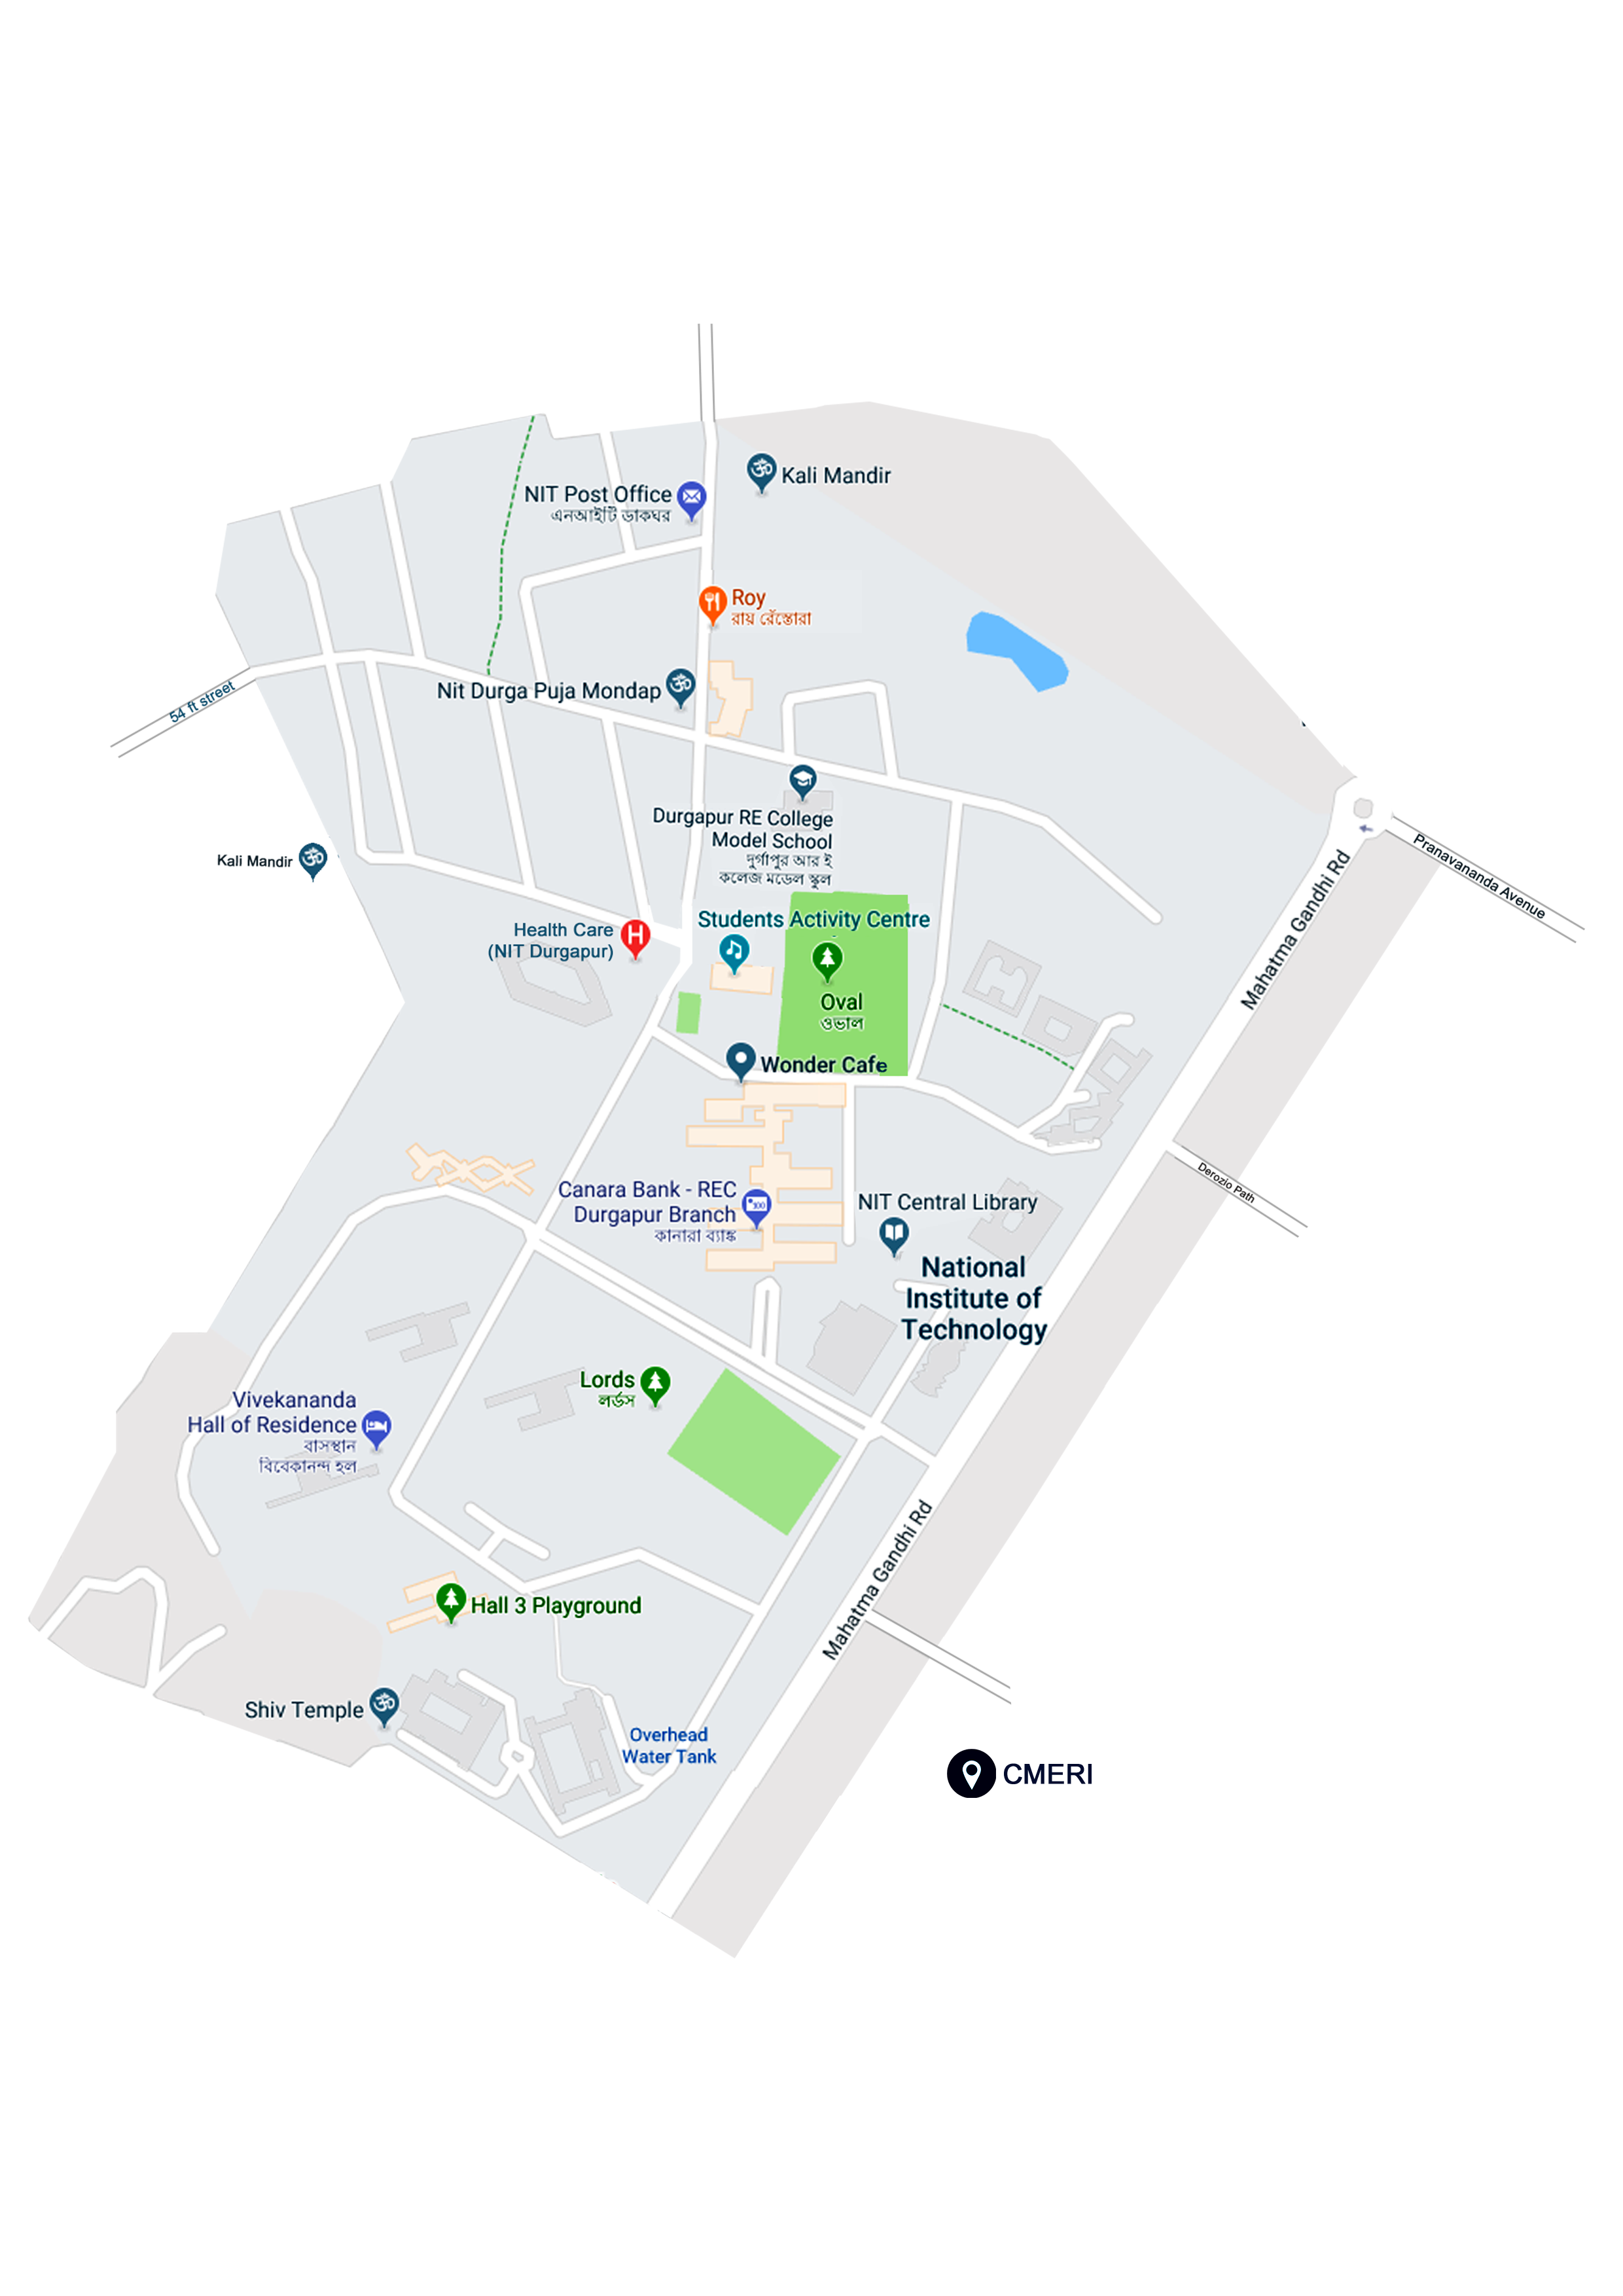 Kali Mandir
NIT Post Office
এনআইটি ডাকঘর
Roy
রায় রেঁস্তোরা
54 ft street
Nit Durga Puja Mondap
Durgapur RE College
Model School
দুর্গাপুর আর ই
কলেজ মডেল স্কুল
Pranavananda Avenue
Mahatma Gandhi Rd
Kali Mandir
Students Activity Centre
Health Care
(NIT Durgapur)
Oval
ওভাল
Wonder Cafe
Derozio Path
Canara Bank - REC
Durgapur Branch
কানারা ব্যাঙ্ক
NIT Central Library
National
Institute of
Technology
Lords
লর্ডস
Vivekananda
Hall of Residence
বাসস্থান
বিবেকানন্দ হল
Mahatma Gandhi Rd
Hall 3 Playground
Shiv Temple
Overhead
Water Tank
CMERI